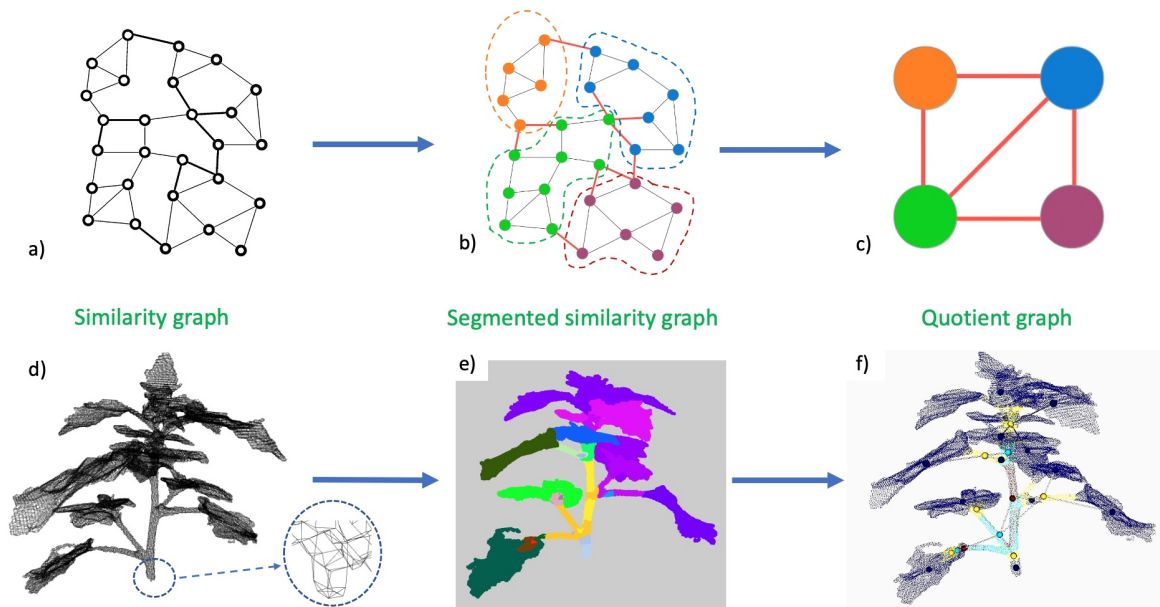 a)
b)
c)
Similarity graph
Segmented similarity graph
Quotient graph
d)
e)
f)